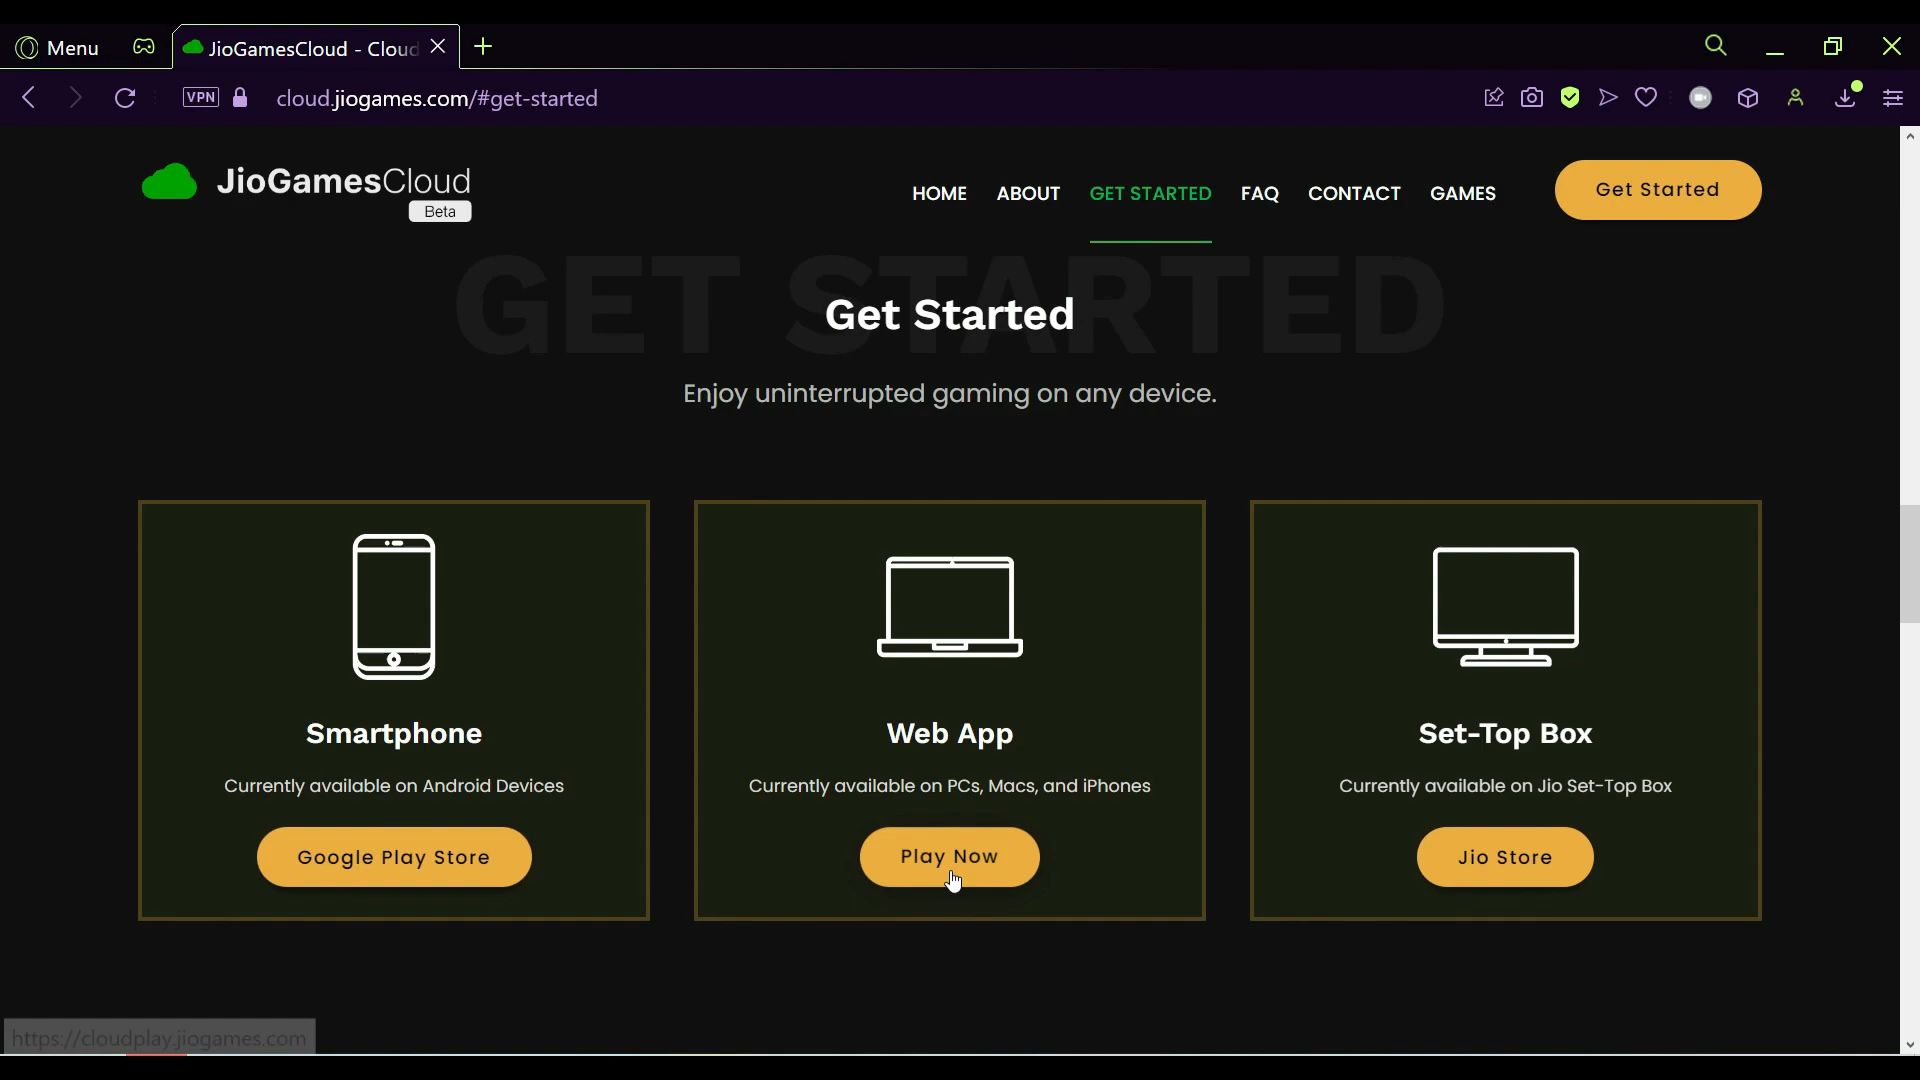 Menu
JioGamesCloud - Cloud
VPN
cloud.jiogames.com/#get-started
JioGamesCloud
Beta
HOME ABOUT GET STARTED FAQ CONTACT GAMES
Get Started
GET STARTED
Get Started
Enjoy uninterrupted gaming on any device.
Smartphone
Currently available on Android Devices
Google Play Store
Web App
Currently available on PCs, Macs, and iPhones
Play Now
Set-Top Box
Currently available on Jio Set-Top Box
Jio Store
https://cloudplay.jiogames.com